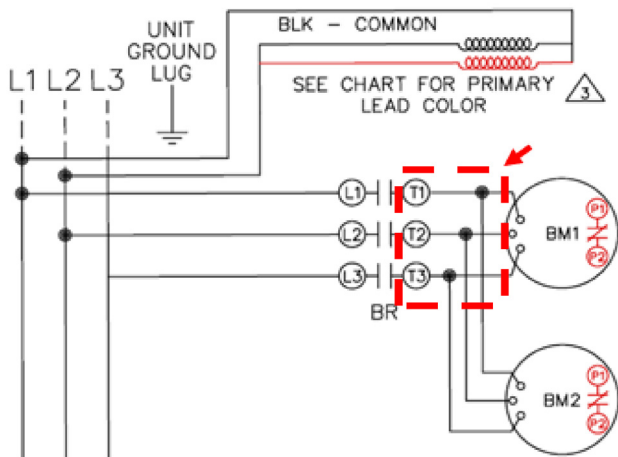 BLK – COMMON
UNIT
GROUND
LUG
SEE CHART FOR PRIMARY
LEAD COLOR
3
L1 L2 L3
L1 T1
L2 T2
L3 T3
BR
BM1
P1
P2
BM2
P1
P2